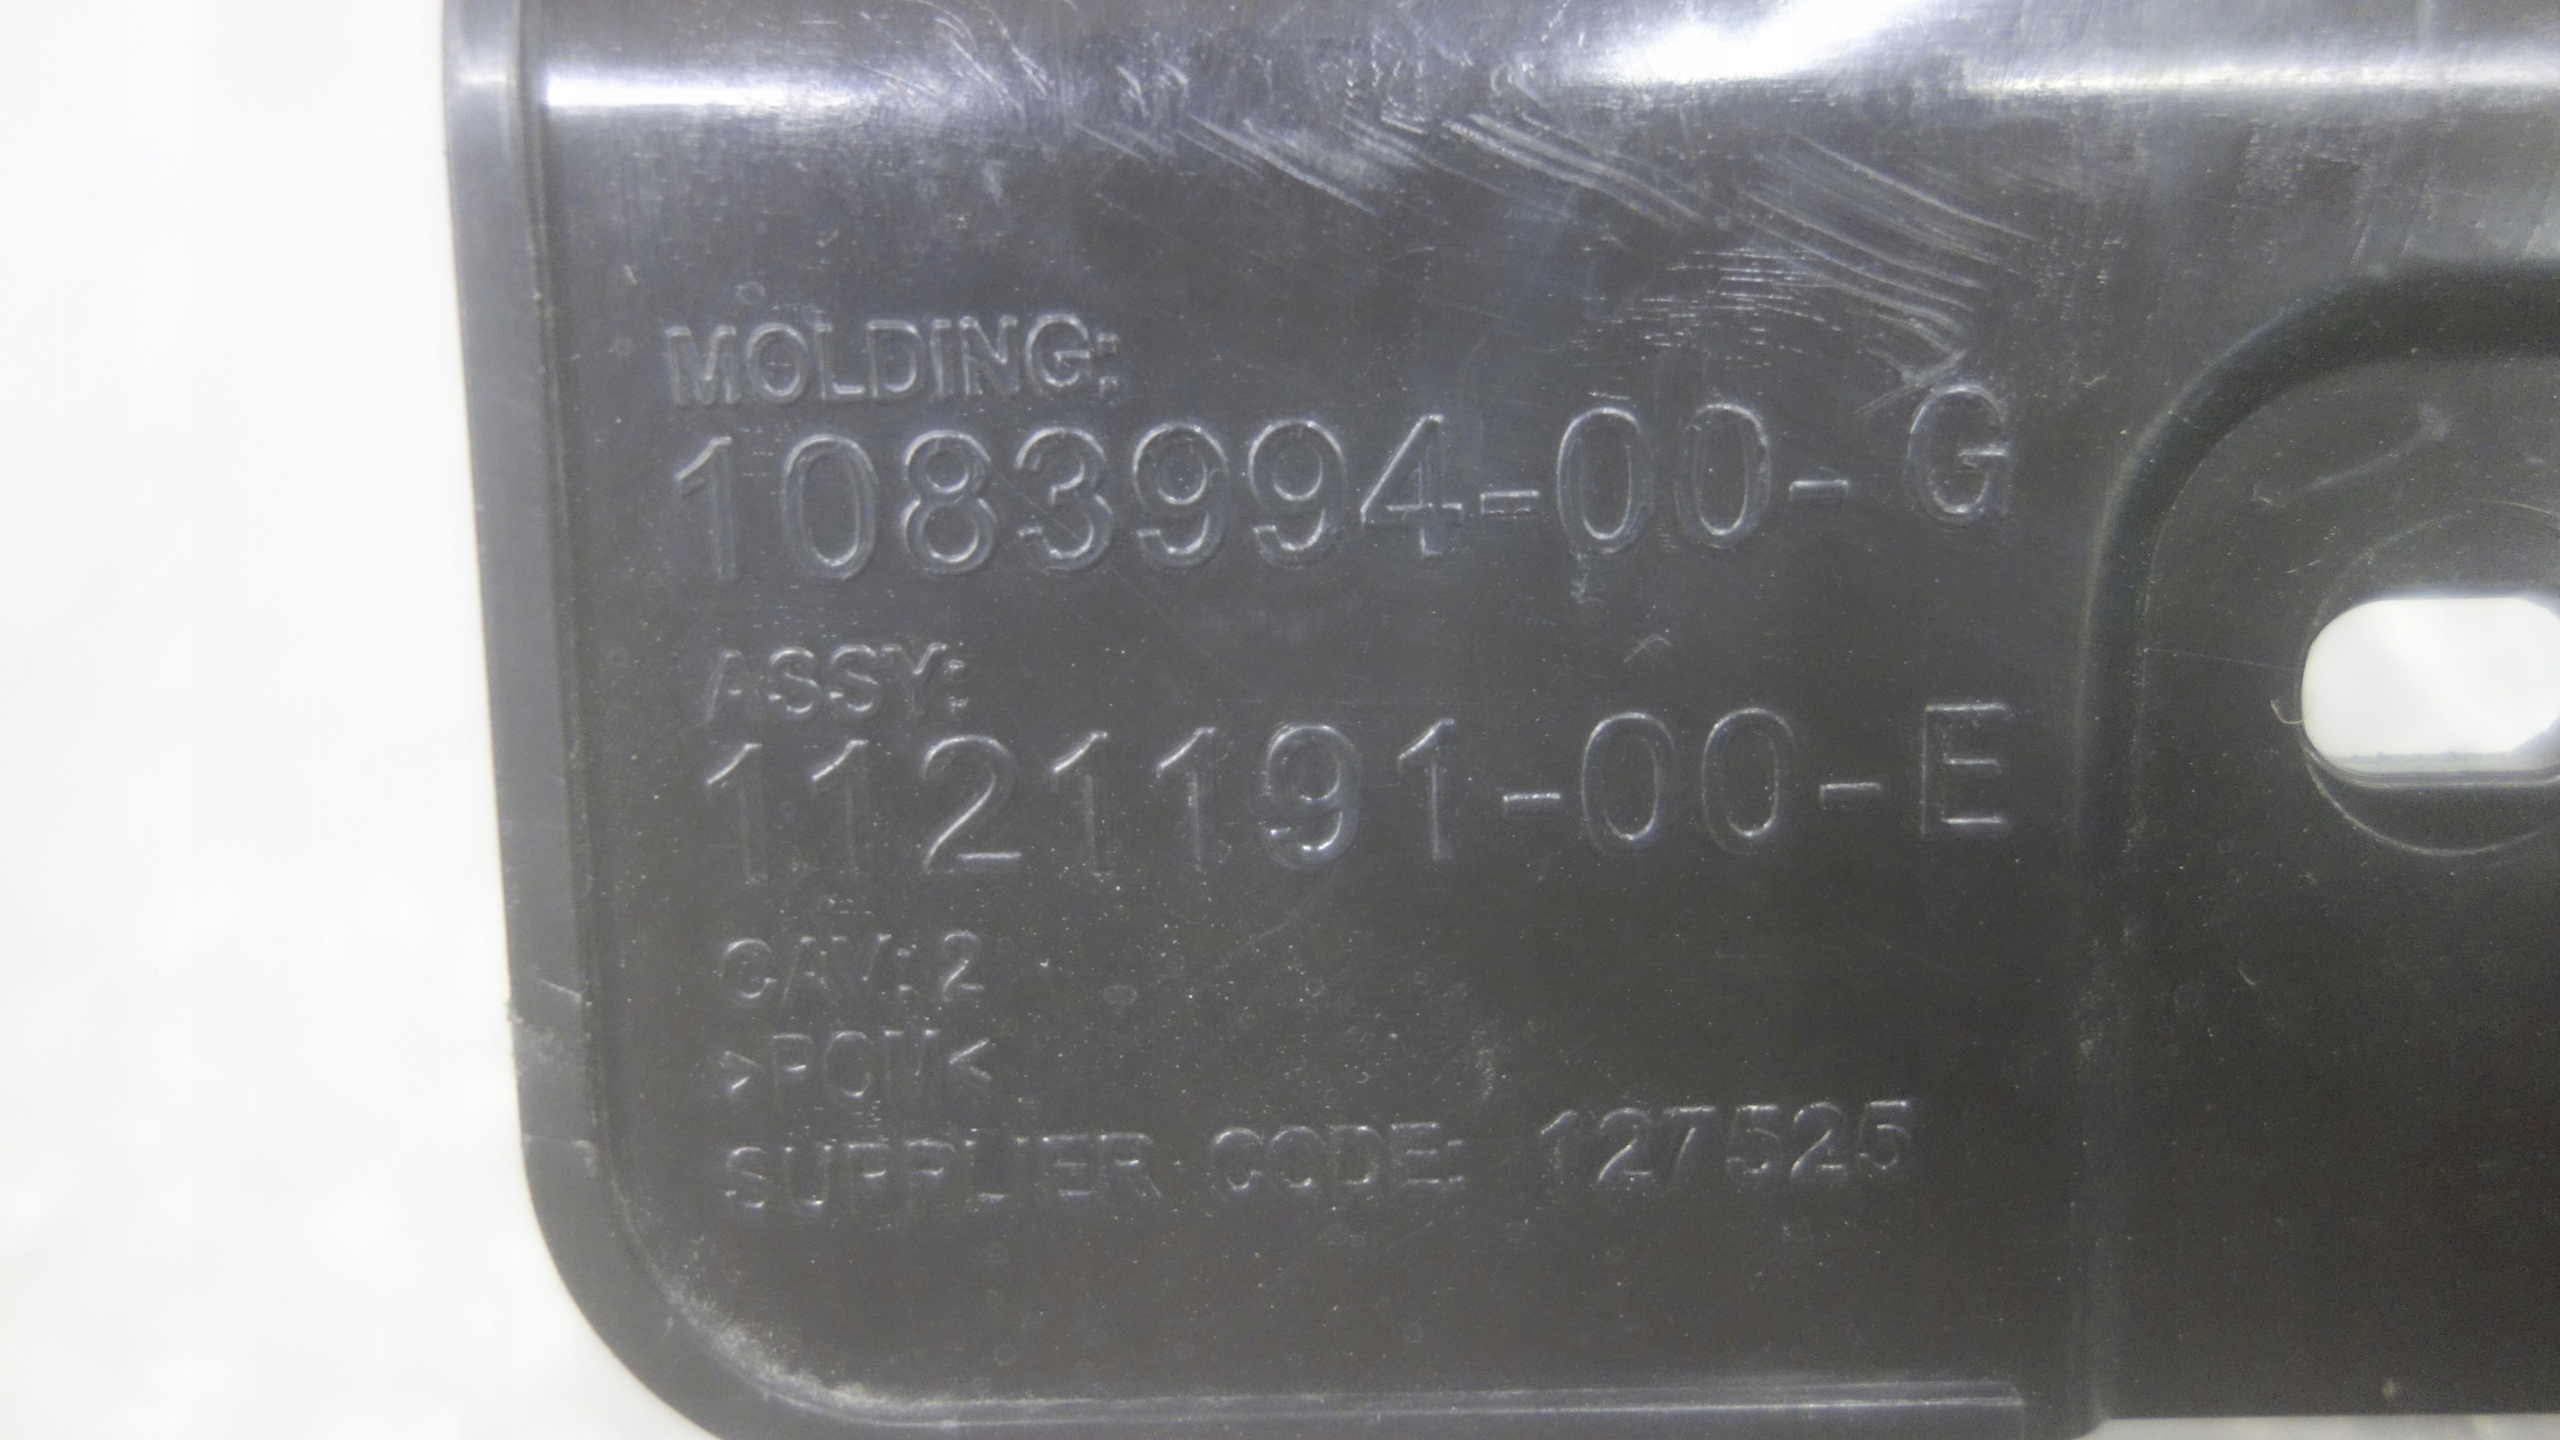 MOLDING:
1083994-00-G
ASSY:
1121191-00-E
CAV: 2
>POM<
SUPPLIER CODE: 127525